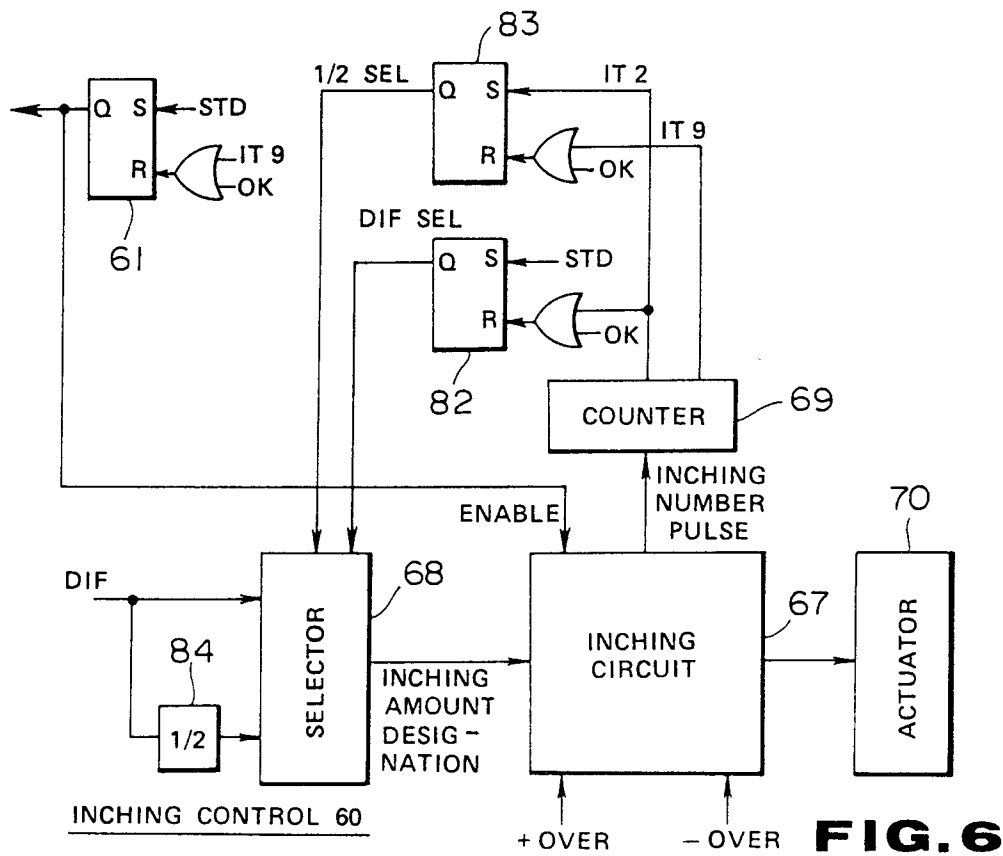 83
1/2 SEL
IT 2
Q
S
STD
Q
S
IT 9
R
IT 9
OK
R
OK
61
DIF SEL
Q
S
STD
R
OK
82
COUNTER
69
INCHING
NUMBER
PULSE
ENABLE
70
DIF
68
67
84
1/2
SELECTOR
INCHING
AMOUNT
DESIG-
NATION
INCHING
CIRCUIT
ACTUATOR
INCHING CONTROL 60
+ OVER
- OVER
FIG.6